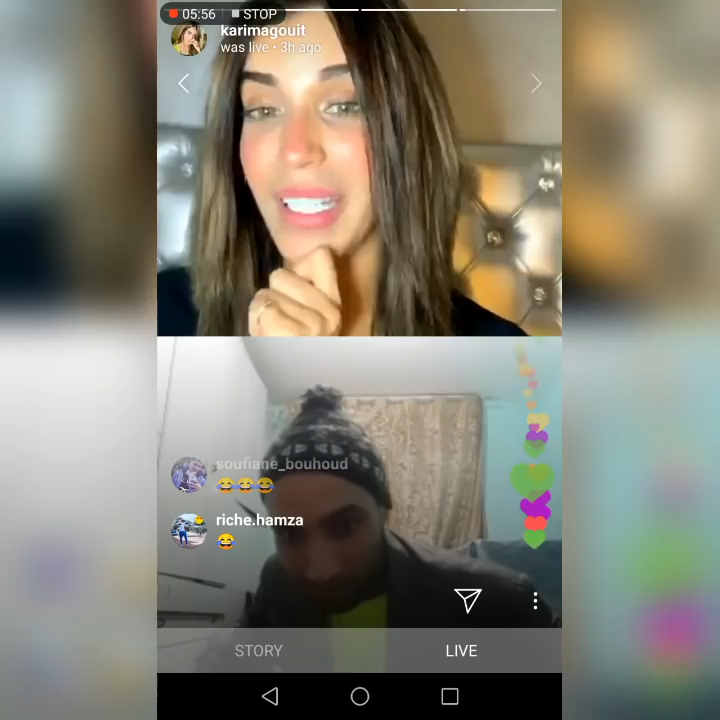 05:56 STOP
karimagouit
was live • 3h ago
soufiane_bouhoud
😂😂😂
riche.hamza
😂
STORY LIVE